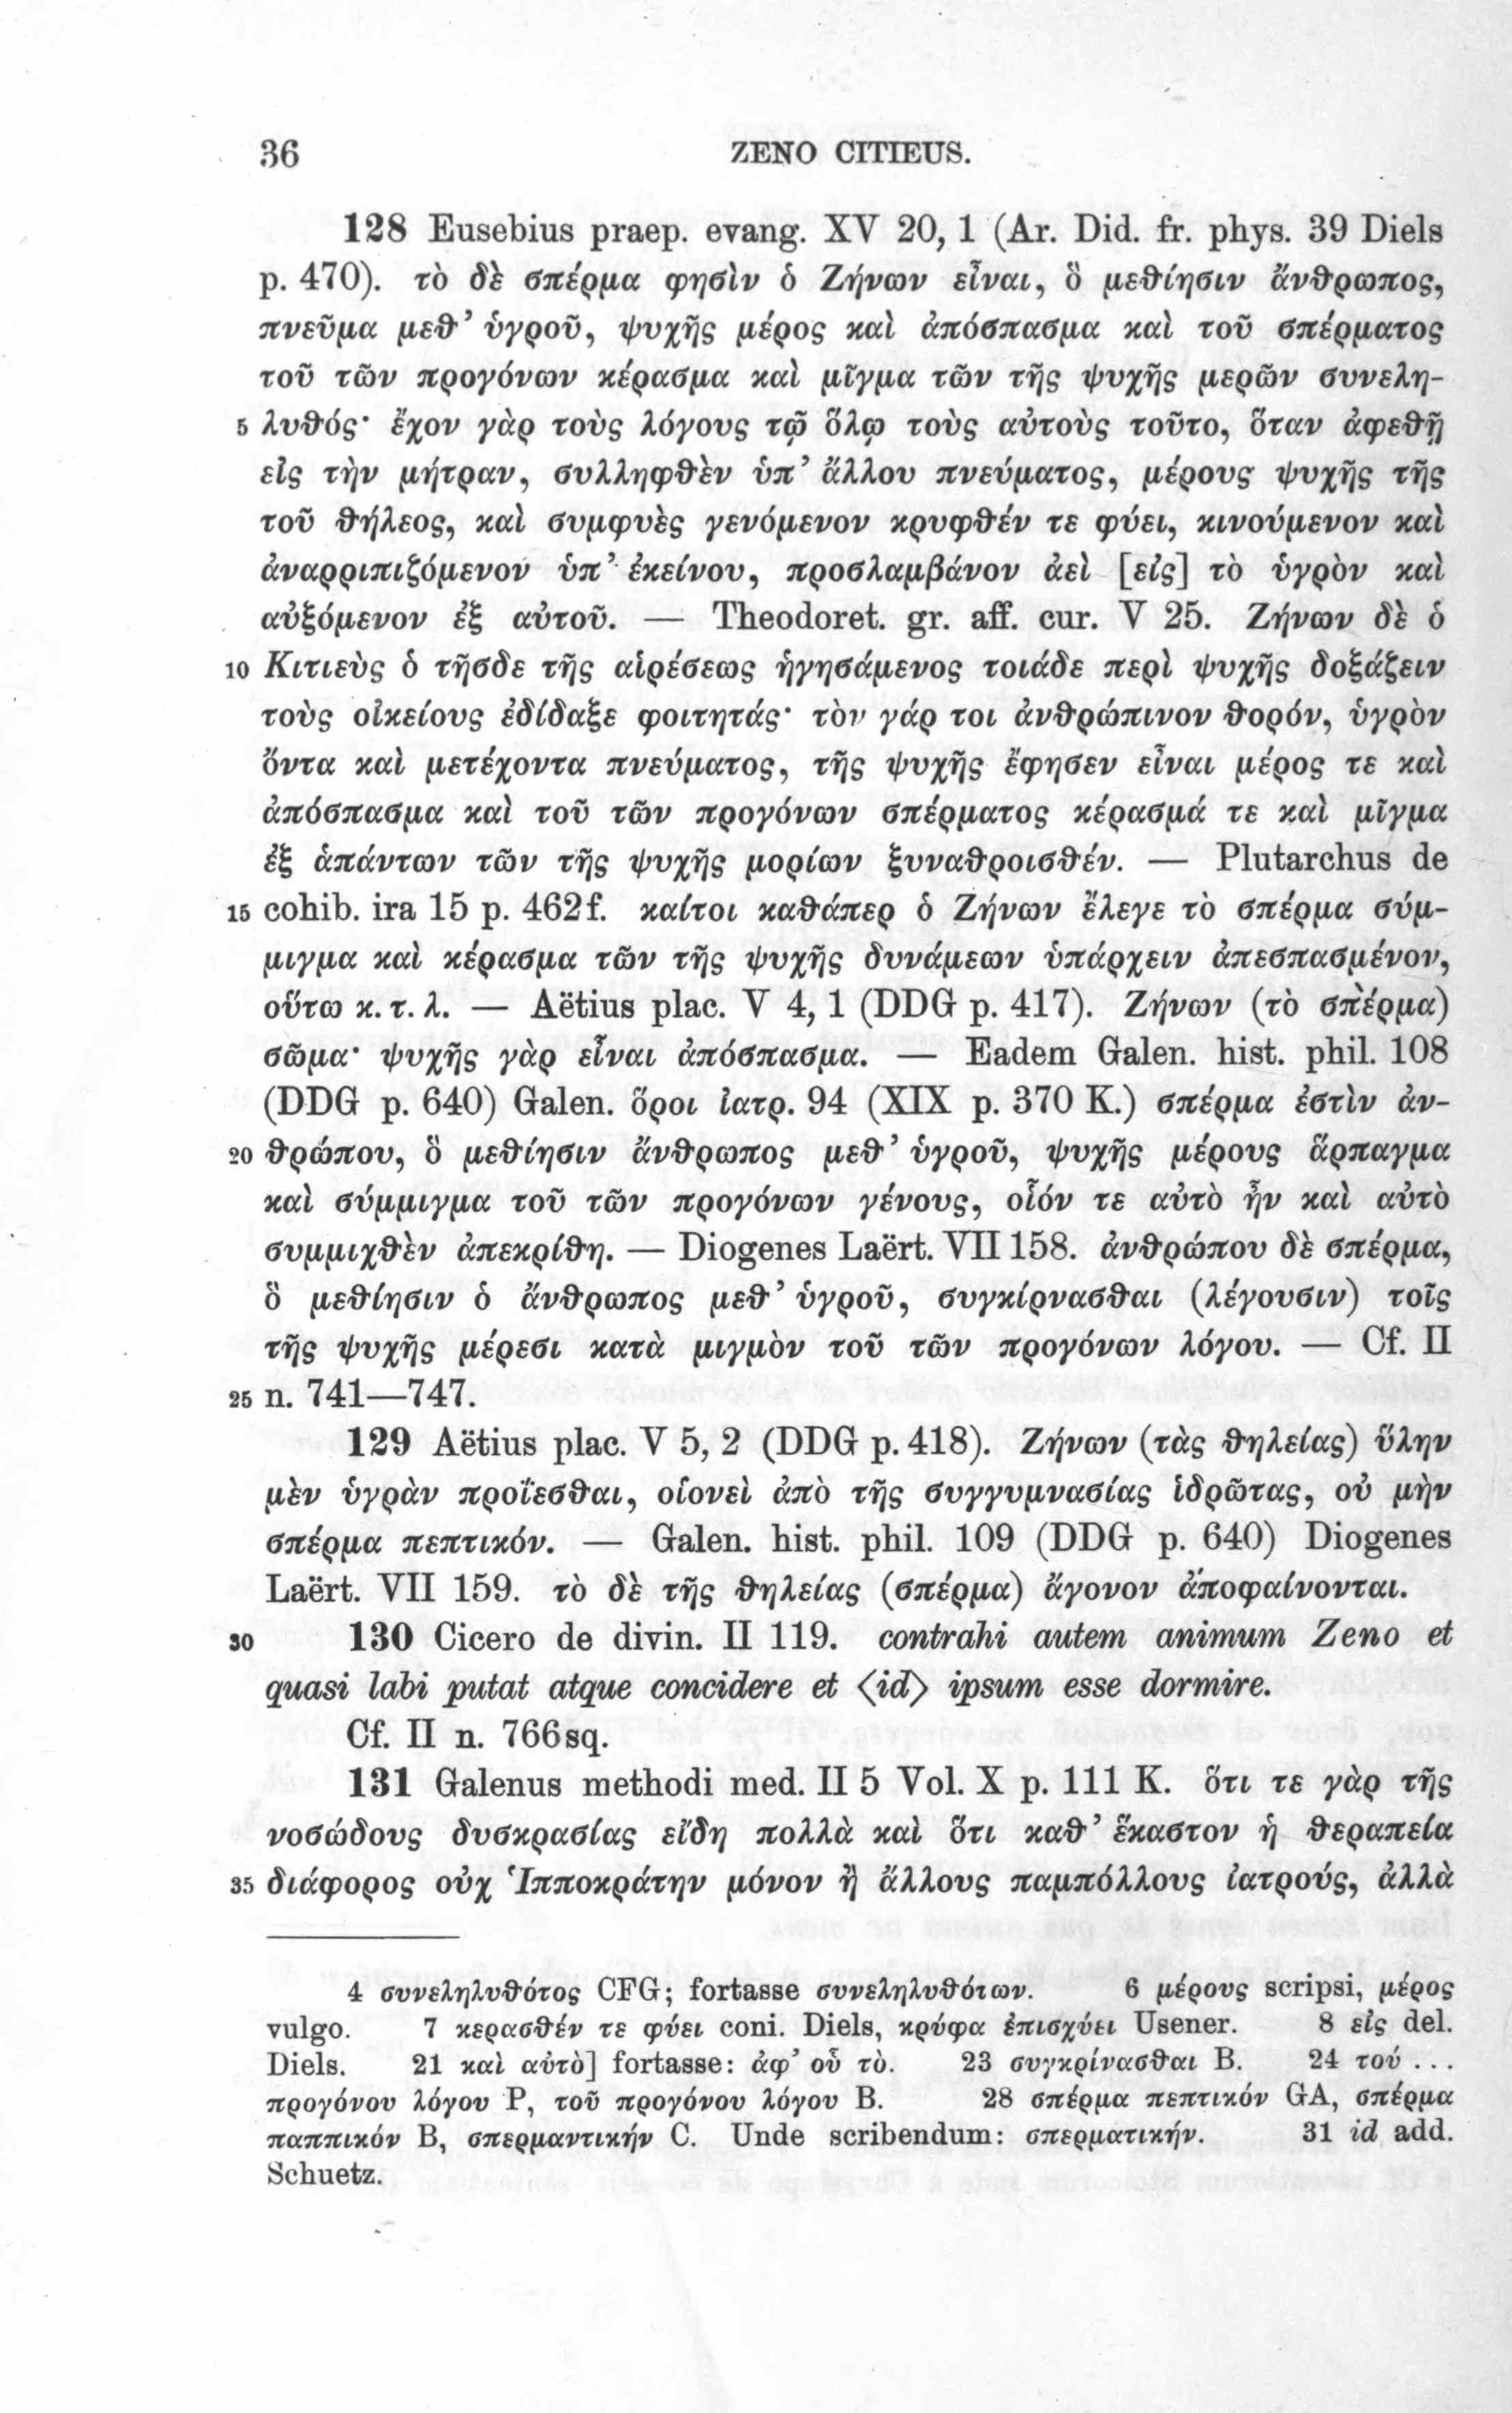 36 ZENO CITIEUS.
128 Eusebius praep. evang. XV 20, 1 (Ar. Did. fr. phys. 39 Diels
p. 470). τὸ δὲ σπέρμα φησὶν ὁ Ζήνων εἶναι, ὃ μεθίησιν ἄνθρωπος,
πνεῦμα μεθ’ ὑγροῦ, ψυχῆς μέρος καὶ ἀπόσπασμα καὶ τοῦ σπέρματος
τοῦ τῶν προγόνων κέρασμα καὶ μῖγμα τῶν τῆς ψυχῆς μερῶν συνελη-
5 λυθός· ἔχον γὰρ τοὺς λόγους τῷ ὅλῳ τοὺς αὐτοὺς τοῦτο, ὅταν ἀφεθῇ
εἰς τὴν μήτραν, συλληφθὲν ὑπ’ ἄλλου πνεύματος, μέρους ψυχῆς τῆς
τοῦ θήλεος, καὶ συμφυὲς γενόμενον κρυφθέν τε φύει, κινούμενον καὶ
ἀναρριπιζόμενον ὑπ’ ἐκείνου, προσλαμβάνον ἀεὶ [εἰς] τὸ ὑγρὸν καὶ
αὐξόμενον ἐξ αὐτοῦ. — Theodoret. gr. aff. cur. V 25. Ζήνων δὲ ὁ
10 Κιτιεὺς ὁ τῆσδε τῆς αἱρέσεως ἡγησάμενος τοιάδε περὶ ψυχῆς δοξάζειν
τοὺς οἰκείους ἐδίδαξε φοιτητάς· τὸν γάρ τοι ἀνθρώπινον θορόν, ὑγρὸν
ὄντα καὶ μετέχοντα πνεύματος, τῆς ψυχῆς ἔφησεν εἶναι μέρος τε καὶ
ἀπόσπασμα καὶ τοῦ τῶν προγόνων σπέρματος κέρασμά τε καὶ μῖγμα
ἐξ ἁπάντων τῶν τῆς ψυχῆς μορίων ξυναθροισθέν. — Plutarchus de
15 cohib. ira 15 p. 462f. καίτοι καθάπερ ὁ Ζήνων ἔλεγε τὸ σπέρμα σύμ-
μιγμα καὶ κέρασμα τῶν τῆς ψυχῆς δυνάμεων ὑπάρχειν ἀπεσπασμένον,
οὕτω κ. τ. λ. — Aëtius plac. V 4, 1 (DDG p. 417). Ζήνων (τὸ σπέρμα)
σῶμα· ψυχῆς γὰρ εἶναι ἀπόσπασμα. — Eadem Galen. hist. phil. 108
(DDG p. 640) Galen. ὅροι ἰατρ. 94 (XIX p. 370 K.) σπέρμα ἐστὶν ἀν-
20 θρώπου, ὃ μεθίησιν ἄνθρωπος μεθ’ ὑγροῦ, ψυχῆς μέρους ἅρπαγμα
καὶ σύμμιγμα τοῦ τῶν προγόνων γένους, οἷόν τε αὐτὸ ἦν καὶ αὐτὸ
συμμιχθὲν ἀπεκρίθη. — Diogenes Laërt. VII 158. ἀνθρώπου δὲ σπέρμα,
ὃ μεθίησιν ὁ ἄνθρωπος μεθ’ ὑγροῦ, συγκίρνασθαι (λέγουσιν) τοῖς
τῆς ψυχῆς μέρεσι κατὰ μιγμὸν τοῦ τῶν προγόνων λόγου. — Cf. II
25 n. 741—747.
129 Aëtius plac. V 5, 2 (DDG p. 418). Ζήνων (τὰς θηλείας) ὕλην
μὲν ὑγρὰν προΐεσθαι, οἱονεὶ ἀπὸ τῆς συγγυμνασίας ἱδρῶτας, οὐ μὴν
σπέρμα πεπτικόν. — Galen. hist. phil. 109 (DDG p. 640) Diogenes
Laërt. VII 159. τὸ δὲ τῆς θηλείας (σπέρμα) ἄγονον ἀποφαίνονται.
30 130 Cicero de divin. II 119. contrahi autem animum Zeno et
quasi labi putat atque concidere et ⟨id⟩ ipsum esse dormire.
Cf. II n. 766sq.
131 Galenus methodi med. II 5 Vol. X p. 111 K. ὅτι τε γὰρ τῆς
νοσώδους δυσκρασίας εἴδη πολλὰ καὶ ὅτι καθ’ ἕκαστον ἡ θεραπεία
35 διάφορος οὐχ Ἱπποκράτην μόνον ἢ ἄλλους παμπόλλους ἰατρούς, ἀλλὰ
4 συνεληλυθότος CFG; fortasse συνεληλυθότων. 6 μέρους scripsi, μέρος
vulgo. 7 κερασθέν τε φύει coni. Diels, κρύφα ἐπισχύει Usener. 8 εἰς del.
Diels. 21 καὶ αὐτὸ] fortasse: ἀφ’ οὗ τὸ. 23 συγκρίνασθαι B. 24 τοῦ ...
προγόνου λόγου P, τοῦ προγόνου λόγου B. 28 σπέρμα πεπτικόν GA, σπέρμα
παππικόν B, σπερμαντικήν C. Unde scribendum: σπερματικήν. 31 id add.
Schuetz.